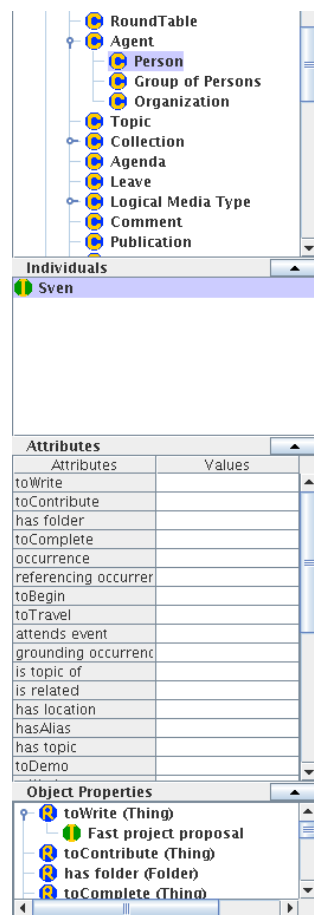 RoundTable
Agent
Person
Group of Persons
Organization
Topic
Collection
Agenda
Leave
Logical Media Type
Comment
Publication
Individuals
Sven
Attributes
Attributes Values
toWrite
toContribute
has folder
toComplete
occurrence
referencing occurrer
toBegin
toTravel
attends event
grounding occurrenc
is topic of
is related
has location
hasAlias
has topic
toDemo
Object Properties
toWrite (Thing)
Fast project proposal
toContribute (Thing)
has folder (Folder)
toComplete (Thing)